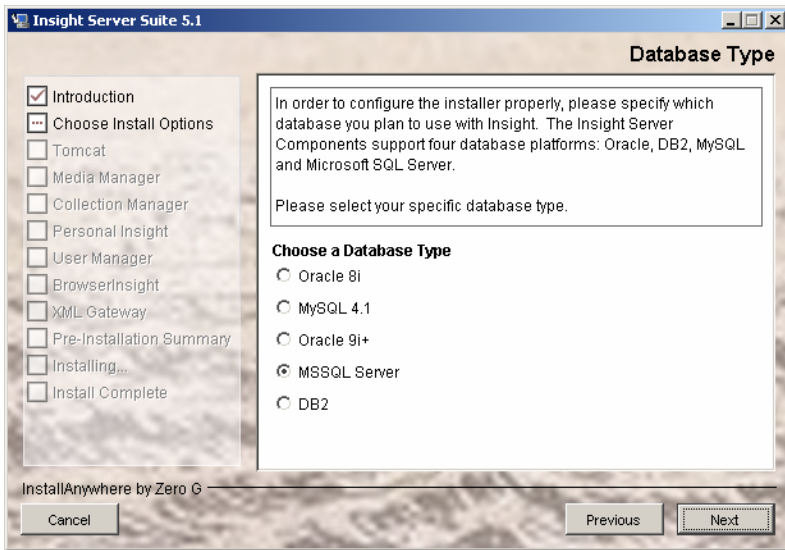 Insight Server Suite 5.1
Database Type
Introduction
Choose Install Options
Tomcat
Media Manager
Collection Manager
Personal Insight
User Manager
BrowserInsight
XML Gateway
Pre-Installation Summary
Installing...
Install Complete
In order to configure the installer properly, please specify which
database you plan to use with Insight.  The Insight Server
Components support four database platforms: Oracle, DB2, MySQL
and Microsoft SQL Server.
Please select your specific database type.
Choose a Database Type
Oracle 8i
MySQL 4.1
Oracle 9i+
MSSQL Server
DB2
InstallAnywhere by Zero G
Cancel
Previous
Next